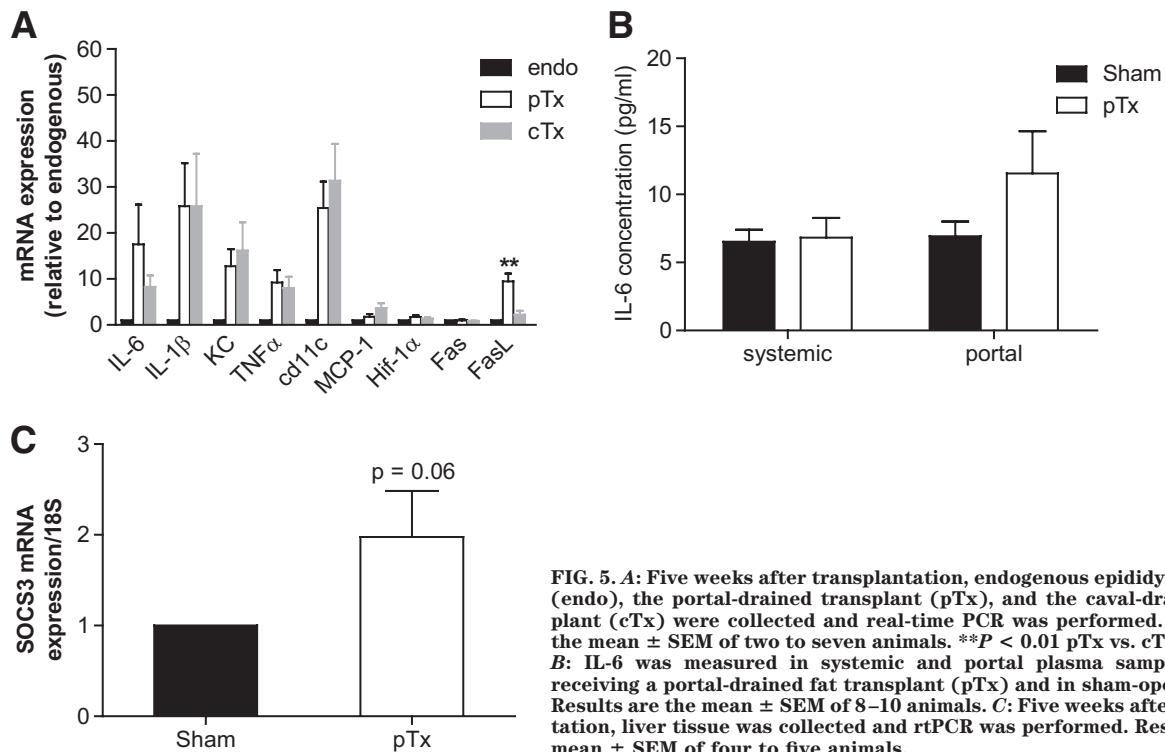 A
60
50
40
30
20
10
0
mRNA expression
(relative to endogenous)
endo
pTx
cTx
**
IL-6
IL-1β
KC
TNFα
cd11c
MCP-1
Hif-1α
Fas
FasL
B
20
15
10
5
0
IL-6 concentration (pg/ml)
Sham
pTx
systemic
portal
C
3
2
1
0
SOCS3 mRNA
expression/18S
p = 0.06
Sham
pTx
FIG. 5. A: Five weeks after transplantation, endogenous epididy
(endo), the portal-drained transplant (pTx), and the caval-dra
plant (cTx) were collected and real-time PCR was performed.
the mean ± SEM of two to seven animals. **P < 0.01 pTx vs. cT
B: IL-6 was measured in systemic and portal plasma samp
receiving a portal-drained fat transplant (pTx) and in sham-op
Results are the mean ± SEM of 8–10 animals. C: Five weeks afte
tation, liver tissue was collected and rtPCR was performed. Res
mean ± SEM of four to five animals.